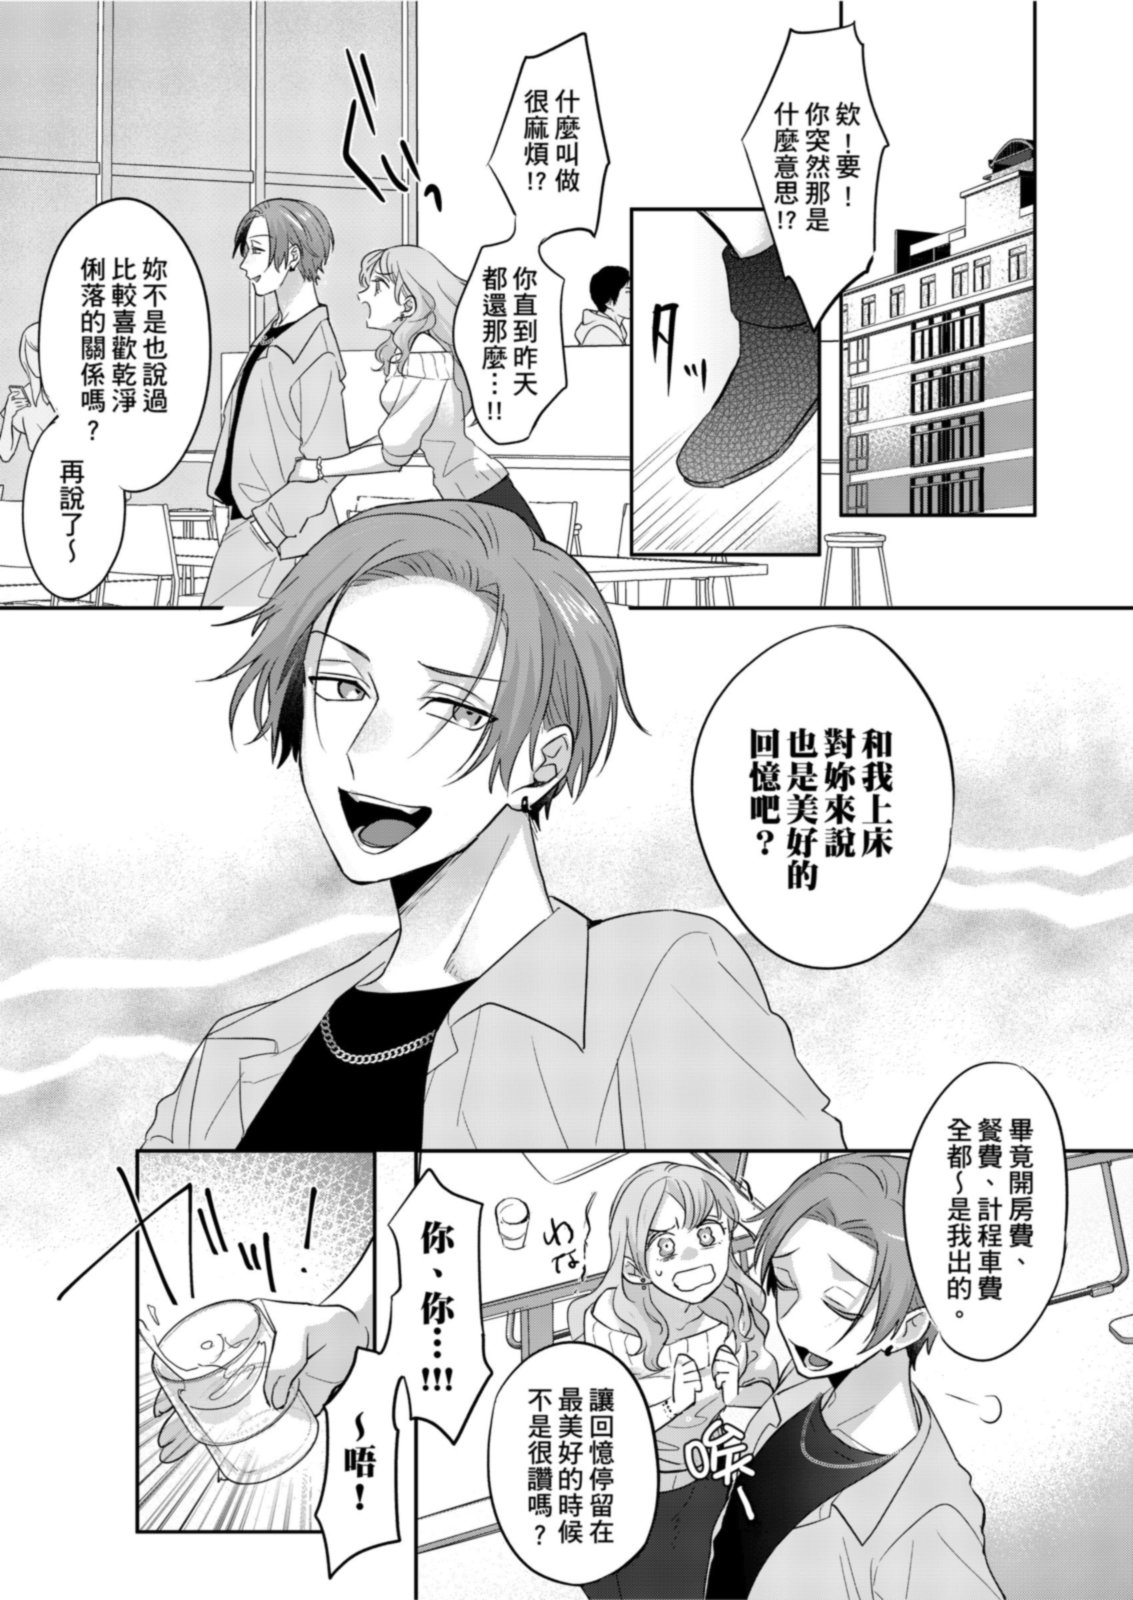 欸！要！
你突然那是
什麼意思!?
什麼叫做
很麻煩!?
你直到昨天
都還那麼…!!
妳不是也說過
比較喜歡乾淨
俐落的關係嗎？
再說了～
和我上床
對妳來說
也是美好的
回憶吧？
畢竟開房費、
餐費、計程車費
全都～是我出的。
わな
唉
讓回憶停留在
最美好的時候
不是很讚嗎？
你、你…!!!
～唔！